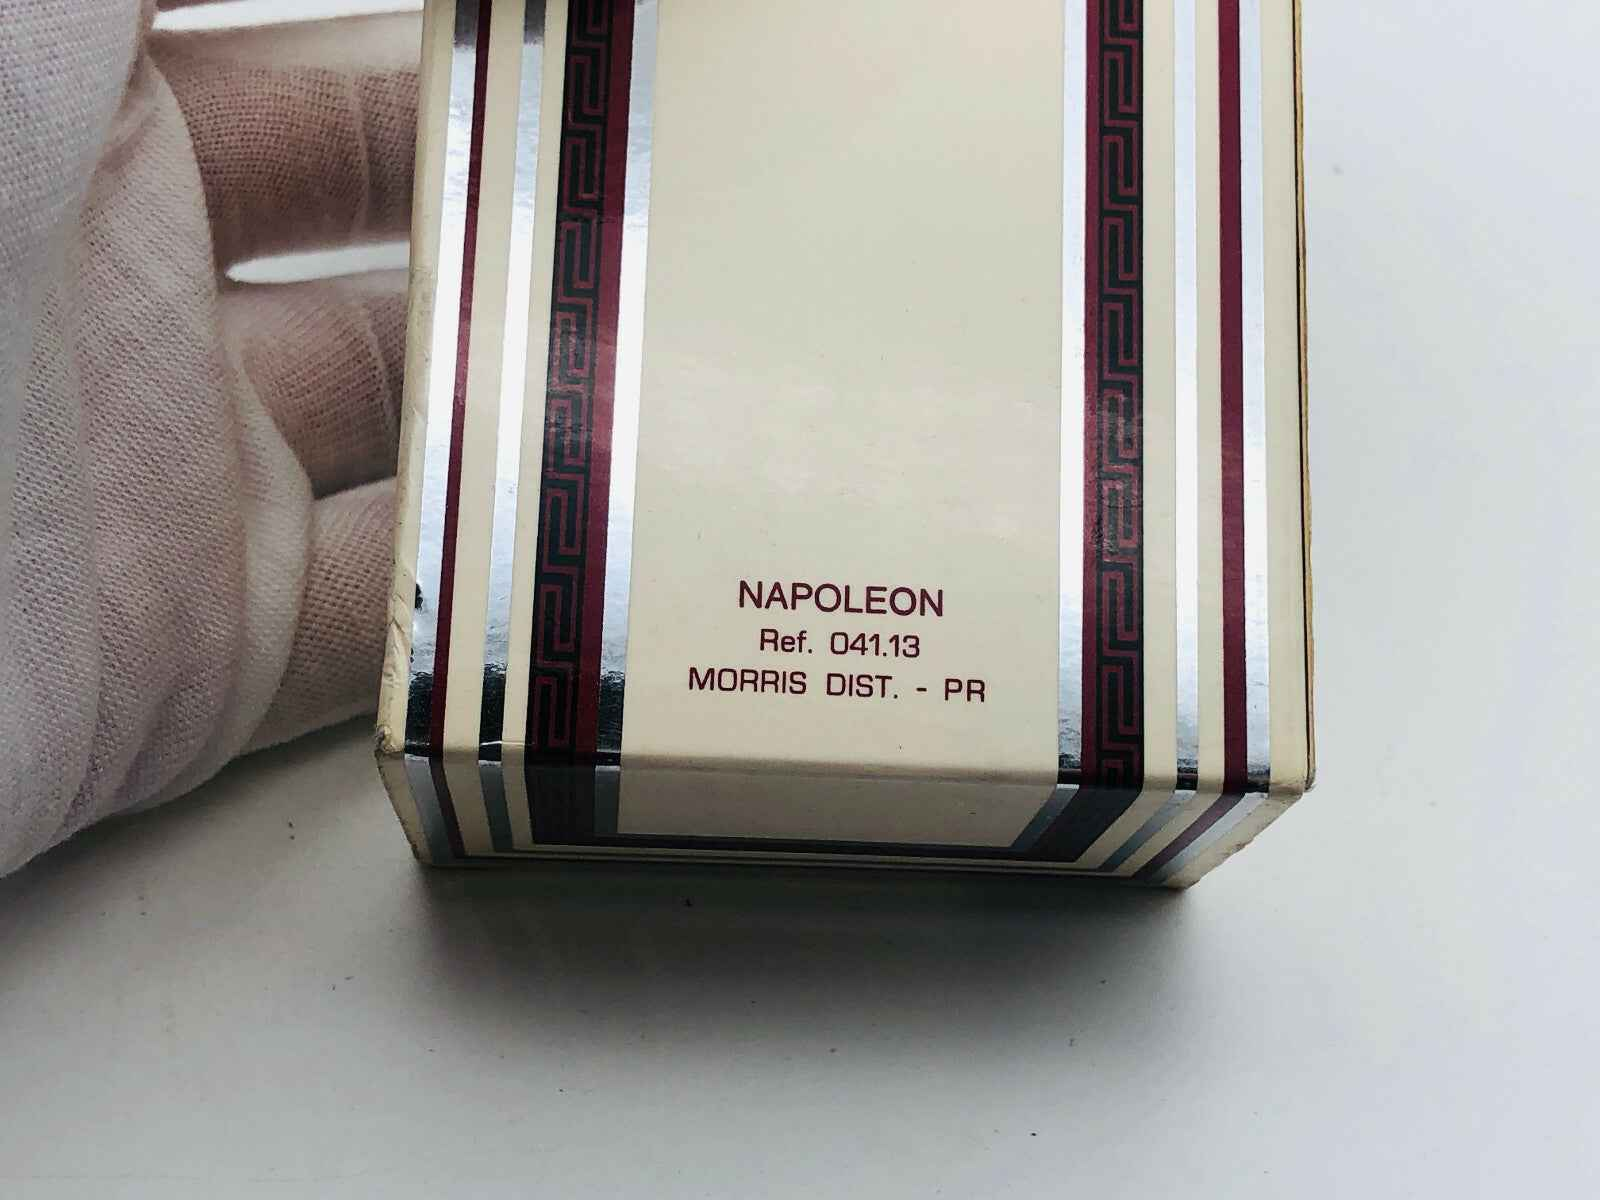 NAPOLEON
Ref. 041.13
MORRIS DIST. - PR